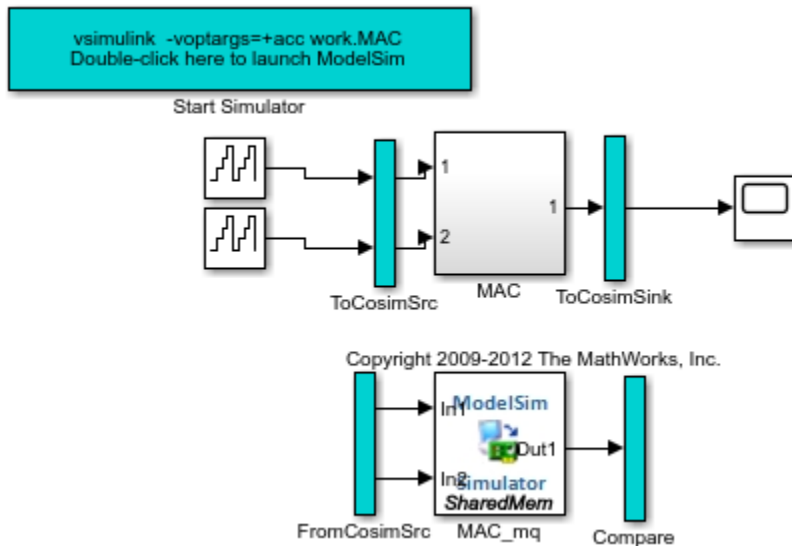 vsimulink -voptargs=+acc work.MAC
Double-click here to launch ModelSim
Start Simulator
1
1
2
ToCosimSrc
MAC
ToCosimSink
Copyright 2009-2012 The MathWorks, Inc.
ModelSim
In1
Out1
In2
Simulator
SharedMem
FromCosimSrc
MAC_mq
Compare